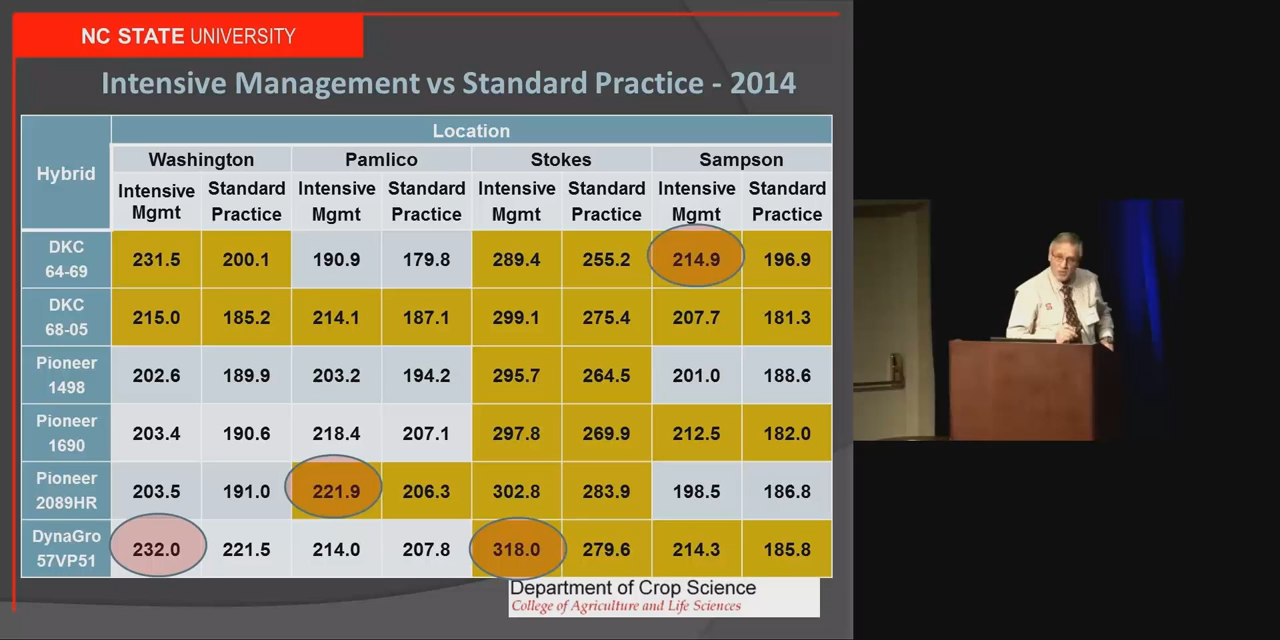 NC STATE UNIVERSITY
Intensive Management vs Standard Practice - 2014
Hybrid
Location
Washington Pamlico Stokes Sampson
Intensive Mgmt Standard Practice Intensive Mgmt Standard Practice Intensive Mgmt Standard Practice Intensive Mgmt Standard Practice
DKC 64-69 231.5 200.1 190.9 179.8 289.4 255.2 214.9 196.9
DKC 68-05 215.0 185.2 214.1 187.1 299.1 275.4 207.7 181.3
Pioneer 1498 202.6 189.9 203.2 194.2 295.7 264.5 201.0 188.6
Pioneer 1690 203.4 190.6 218.4 207.1 297.8 269.9 212.5 182.0
Pioneer 2089HR 203.5 191.0 221.9 206.3 302.8 283.9 198.5 186.8
DynaGro 57VP51 232.0 221.5 214.0 207.8 318.0 279.6 214.3 185.8
Department of Crop Science
College of Agriculture and Life Sciences